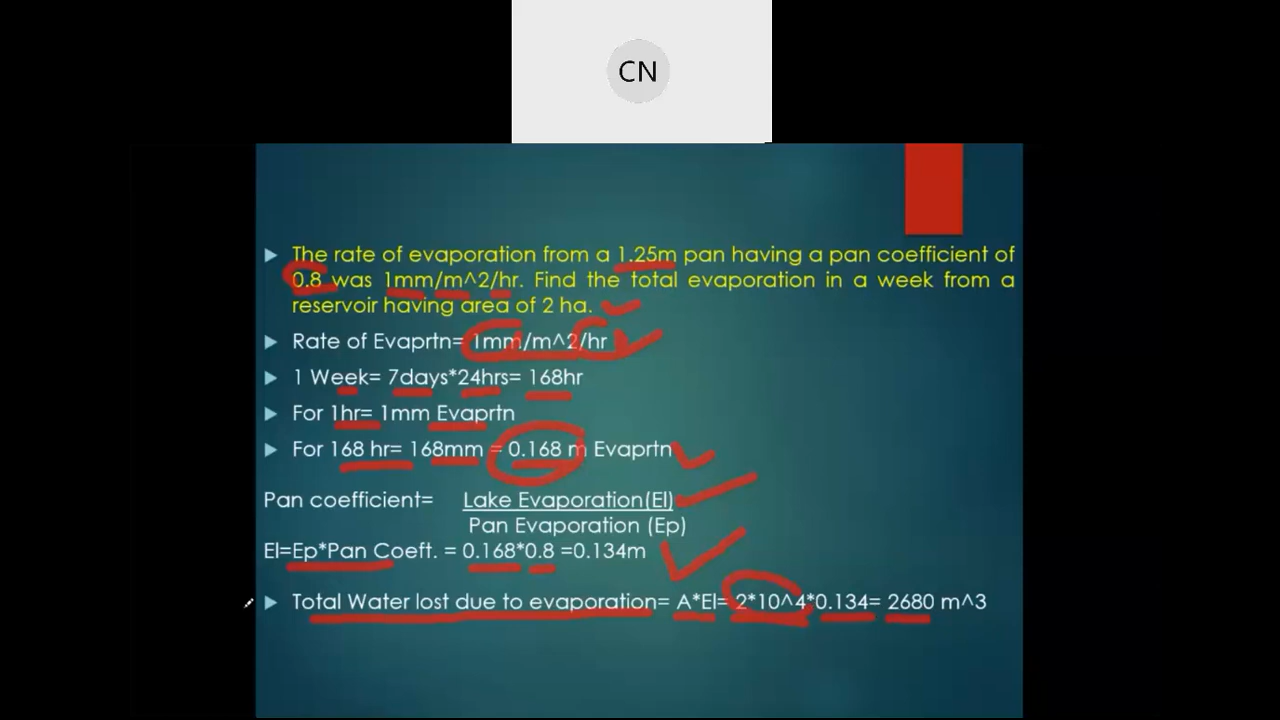 CN
The rate of evaporation from a 1.25m pan having a pan coefficient of
0.8 was 1mm/m^2/hr. Find the total evaporation in a week from a
reservoir having area of 2 ha.
Rate of Evaprtn= 1mm/m^2/hr
1 Week= 7days*24hrs= 168hr
For 1hr= 1mm Evaprtn
For 168 hr= 168mm = 0.168 m Evaprtn
Pan coefficient= Lake Evaporation(El)
Pan Evaporation (Ep)
El=Ep*Pan Coeft. = 0.168*0.8 =0.134m
Total Water lost due to evaporation= A*El= 2*10^4*0.134= 2680 m^3